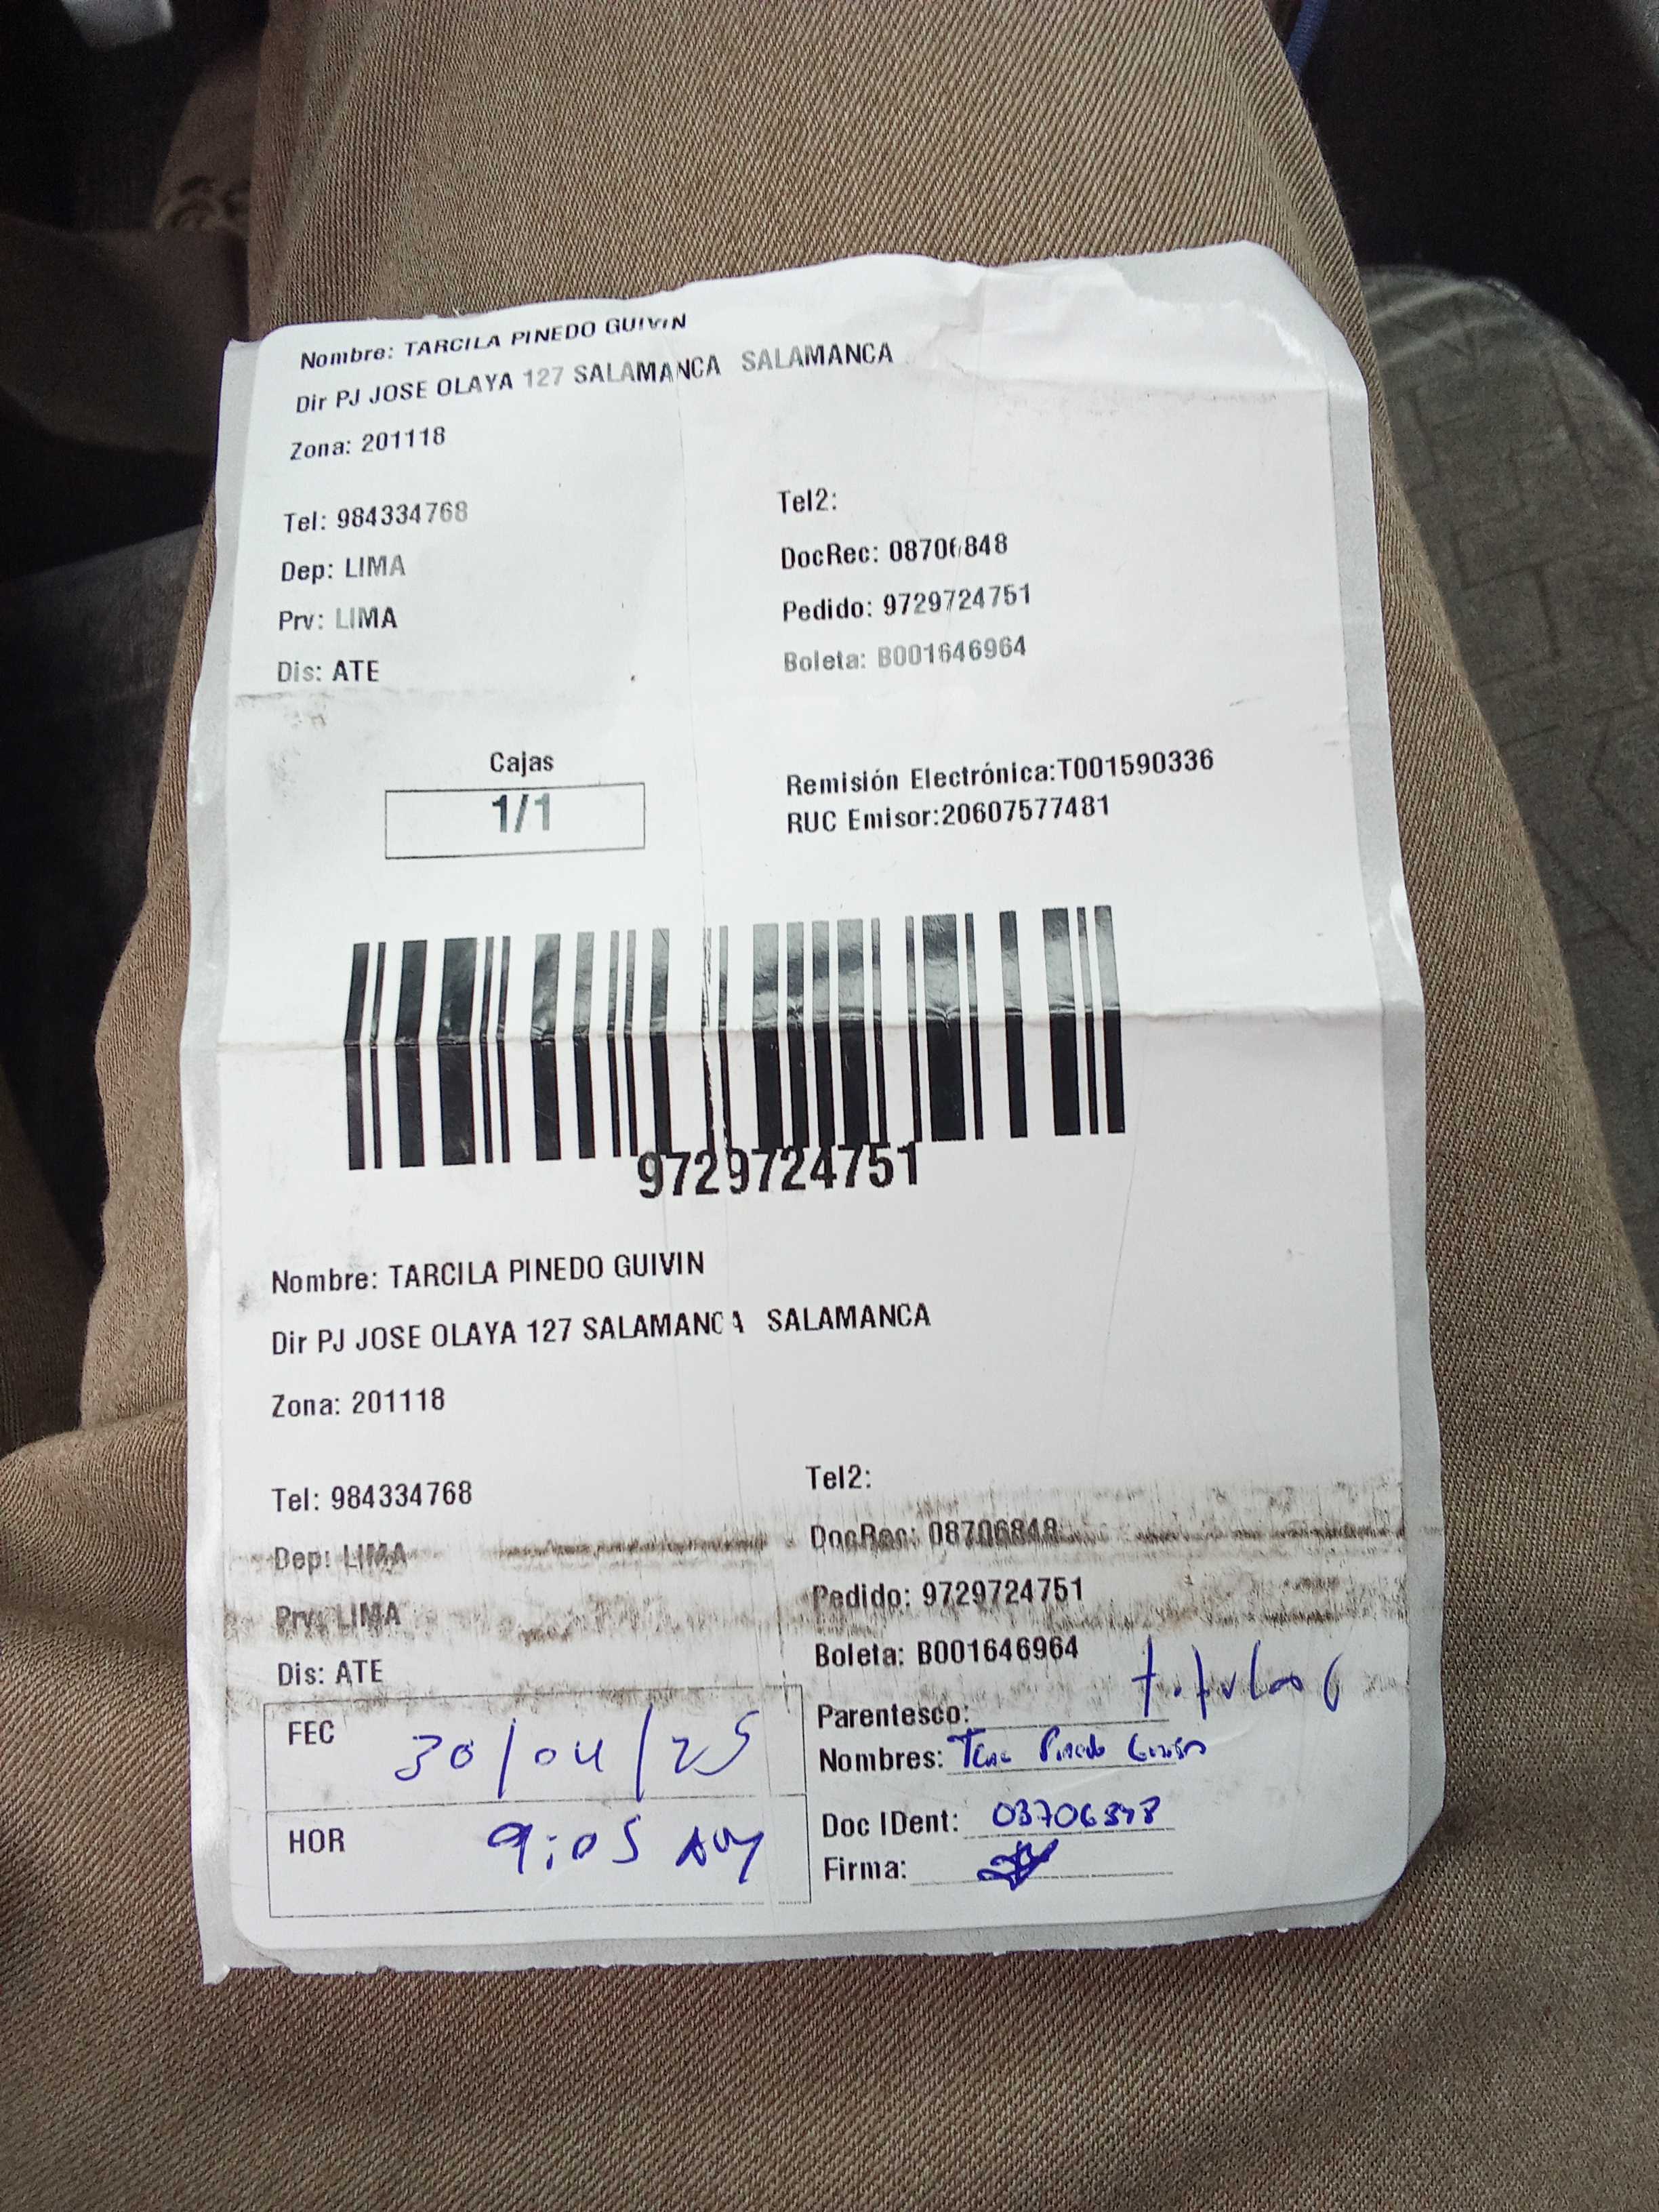 Nombre: TARCILA PINEDO GUIVIN
Dir PJ JOSE OLAYA 127 SALAMANCA SALAMANCA
Zona: 201118
Tel: 984334768
Tel2:
Dep: LIMA
DocRec: 08706848
Prv: LIMA
Pedido: 9729724751
Dis: ATE
Boleta: B001646964
Cajas
1/1
Remisión Electrónica:T001590336
RUC Emisor:20607577481
9729724751
Nombre: TARCILA PINEDO GUIVIN
Dir PJ JOSE OLAYA 127 SALAMANCA SALAMANCA
Zona: 201118
Tel: 984334768
Tel2:
Dep: LIMA
DocRec: 08706848
Prv: LIMA
Pedido: 9729724751
Dis: ATE
Boleta: B001646964
FEC 30/04/25
Parentesco: titular
Nombres: Pinedo
HOR 9:05 AM
Doc IDent:
Firma: